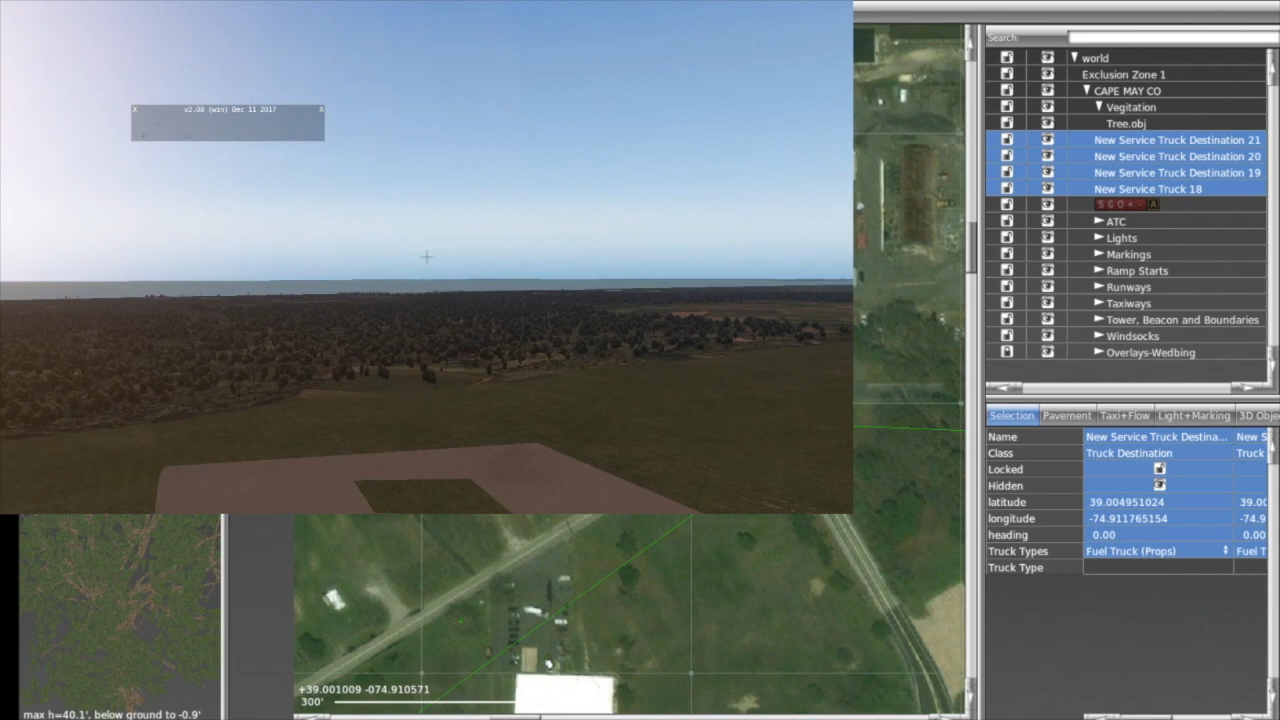 X v2.08 (win) Dec 11 2017 X
Search:
world
Exclusion Zone 1
CAPE MAY CO
Vegitation
Tree.obj
New Service Truck Destination 21
New Service Truck Destination 20
New Service Truck Destination 19
New Service Truck 18
S G O • - A
ATC
Lights
Markings
Ramp Starts
Runways
Taxiways
Tower, Beacon and Boundaries
Windsocks
Overlays-Wedbing
Selection Pavement Taxi+Flow Light+Marking 3D Obje
Name New Service Truck Destina... New S
Class Truck Destination Truck
Locked
Hidden
latitude 39.004951024 39.00
longitude -74.911765154 -74.9
heading 0.00 0.00
Truck Types Fuel Truck (Props) Fuel T
Truck Type
+39.001009 -074.910571
300'
max h=40.1', below ground to -0.9'